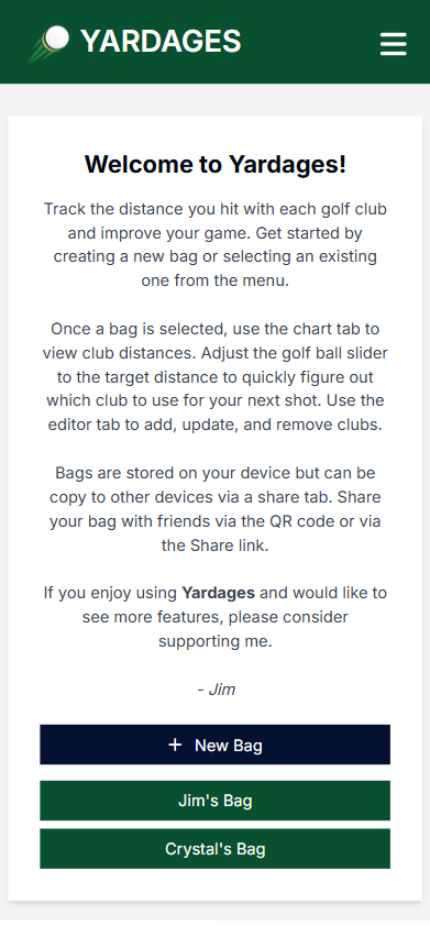 YARDAGES
Welcome to Yardages!
Track the distance you hit with each golf club
and improve your game. Get started by
creating a new bag or selecting an existing
one from the menu.
Once a bag is selected, use the chart tab to
view club distances. Adjust the golf ball slider
to the target distance to quickly figure out
which club to use for your next shot. Use the
editor tab to add, update, and remove clubs.
Bags are stored on your device but can be
copy to other devices via a share tab. Share
your bag with friends via the QR code or via
the Share link.
If you enjoy using Yardages and would like to
see more features, please consider
supporting me.
- Jim
+ New Bag
Jim's Bag
Crystal's Bag